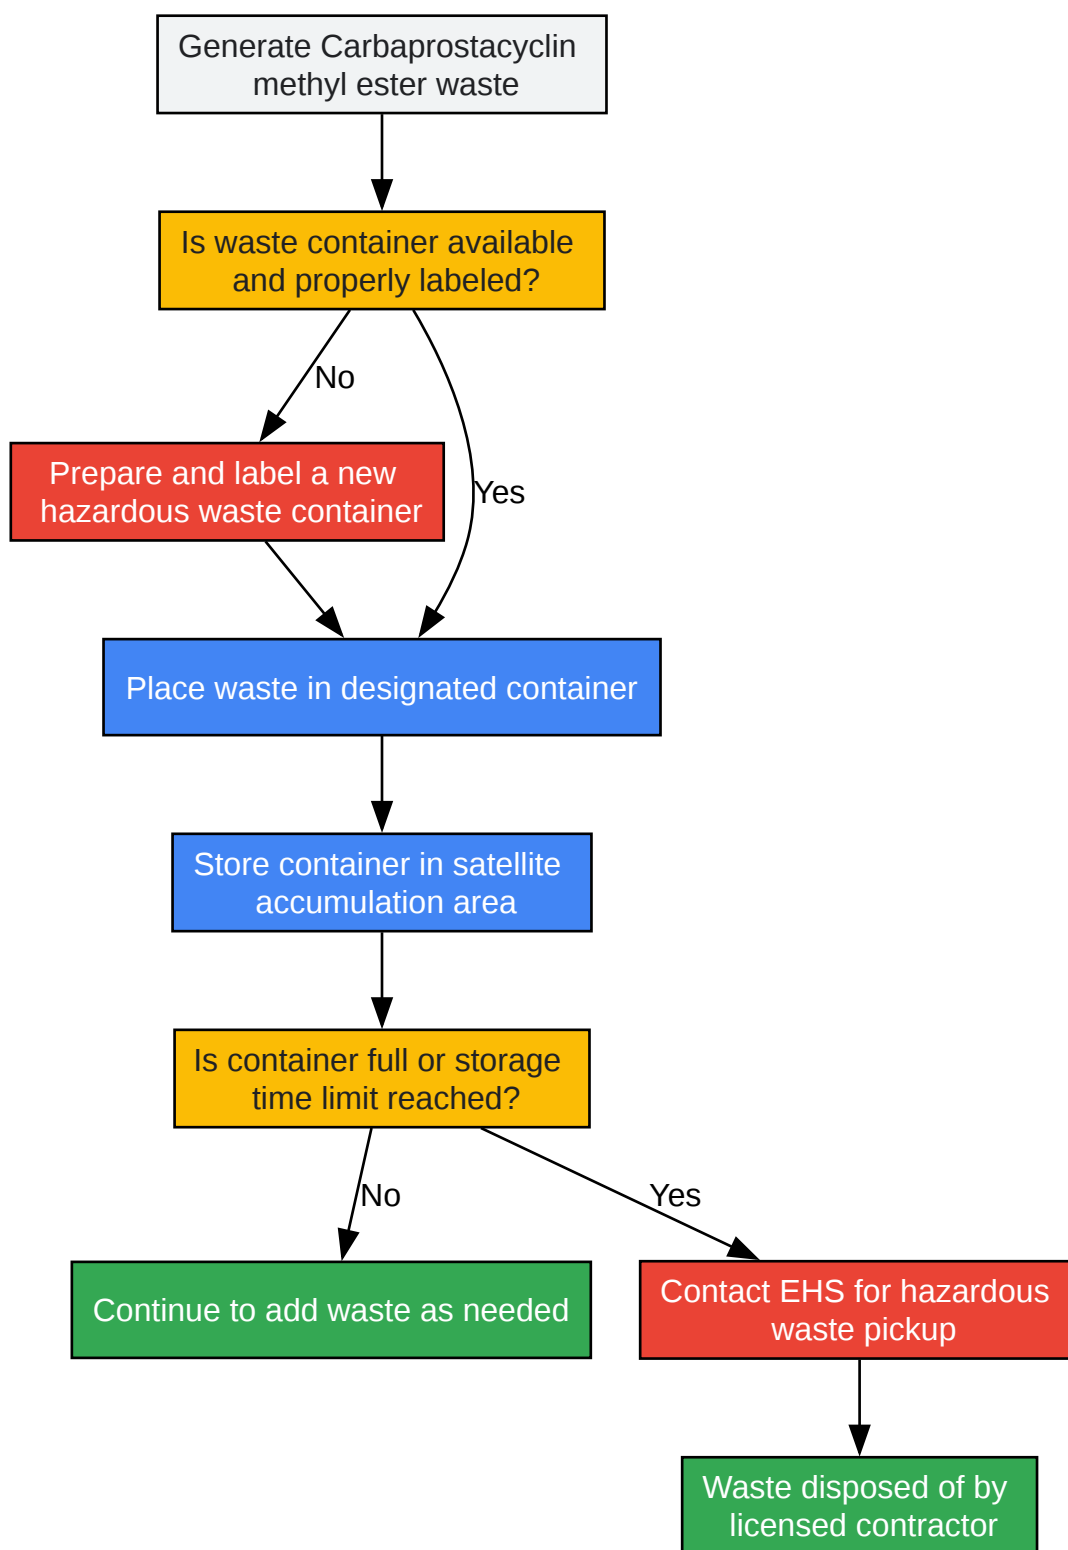 Generate Carbaprostacyclin
methyl ester waste
Is waste container available
and properly labeled?
No
Prepare and label a new
hazardous waste container
Yes
Place waste in designated container
Store container in satellite
accumulation area
Is container full or storage
time limit reached?
No
Yes
Continue to add waste as needed
Contact EHS for hazardous
waste pickup
Waste disposed of by
licensed contractor